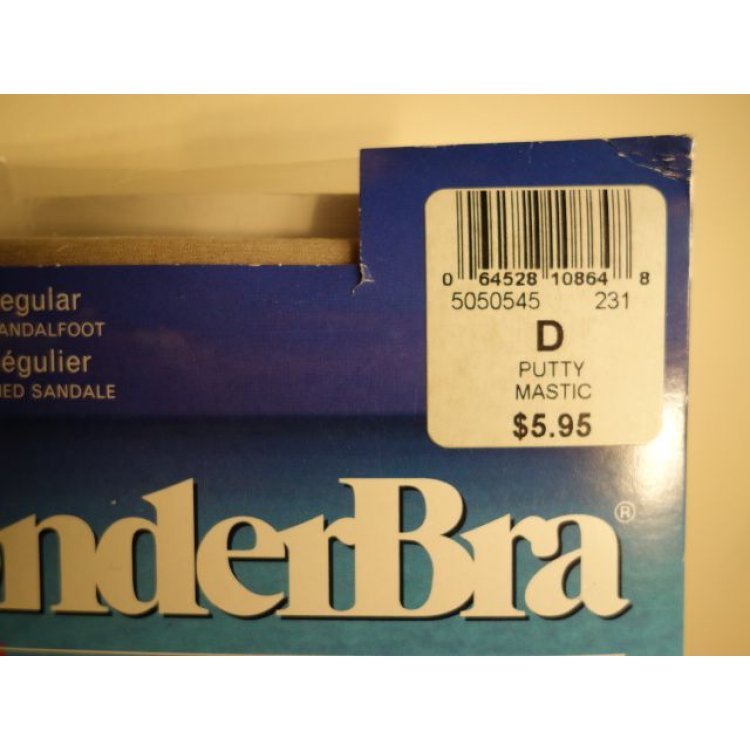 egular
ANDALFOOT
égulier
IED SANDALE
0 64528 10864 8
5050545 231
D
PUTTY
MASTIC
$5.95
nderBra®